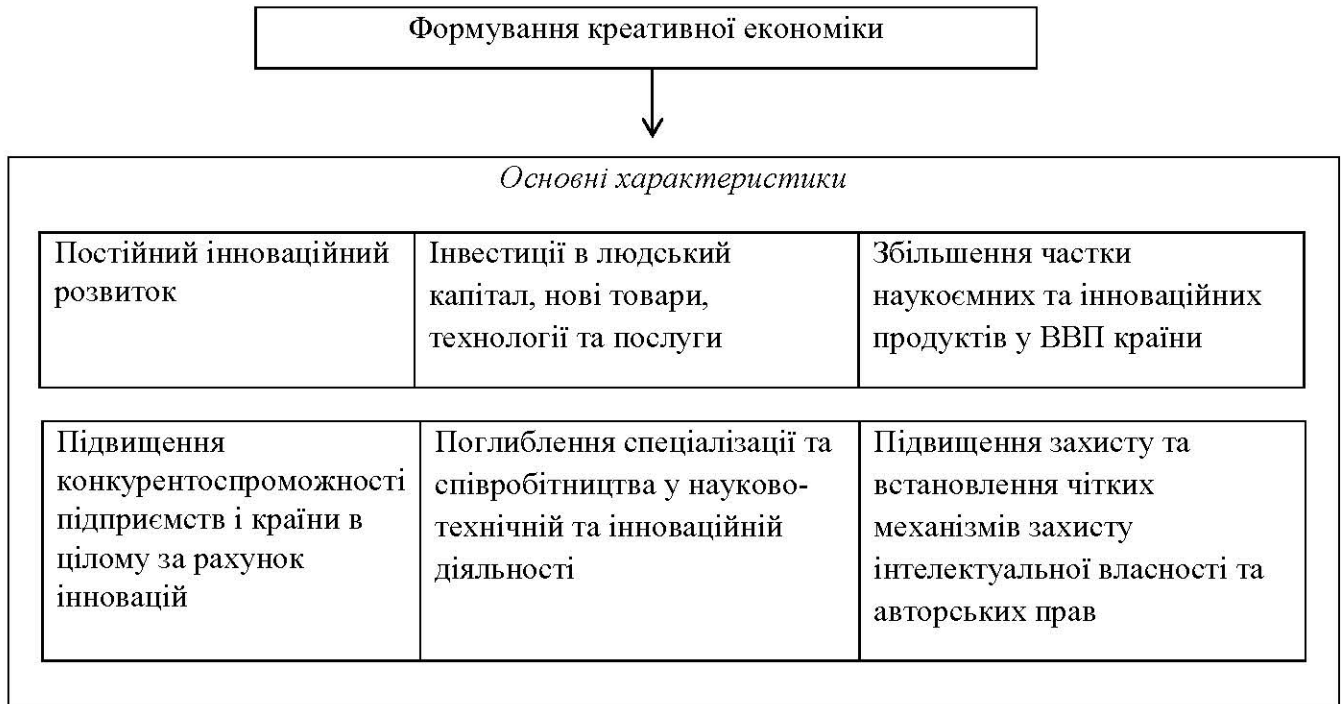 Формування креативної економіки
Основні характеристики
Постійний інноваційний
розвиток
Інвестиції в людський
капітал, нові товари,
технології та послуги
Збільшення частки
наукоємних та інноваційних
продуктів у ВВП країни
Підвищення
конкурентоспроможності
підприємств і країни в
цілому за рахунок
інновацій
Поглиблення спеціалізації та
співробітництва у науково-
технічній та інноваційній
діяльності
Підвищення захисту та
встановлення чітких
механізмів захисту
інтелектуальної власності та
авторських прав